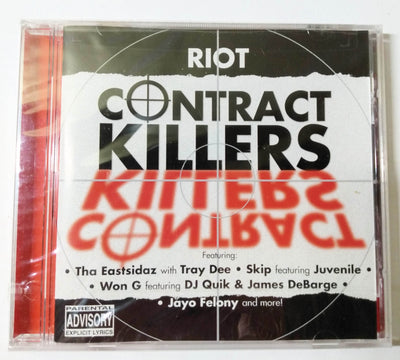 RIOT
CONTRACT
KILLERS
KILLERS
CONTRACT
Featuring:
• Tha Eastsidaz with Tray Dee • Skip featuring Juvenile •
• Won G featuring DJ Quik & James DeBarge •
• Jayo Felony and more!
PARENTAL
ADVISORY
EXPLICIT LYRICS